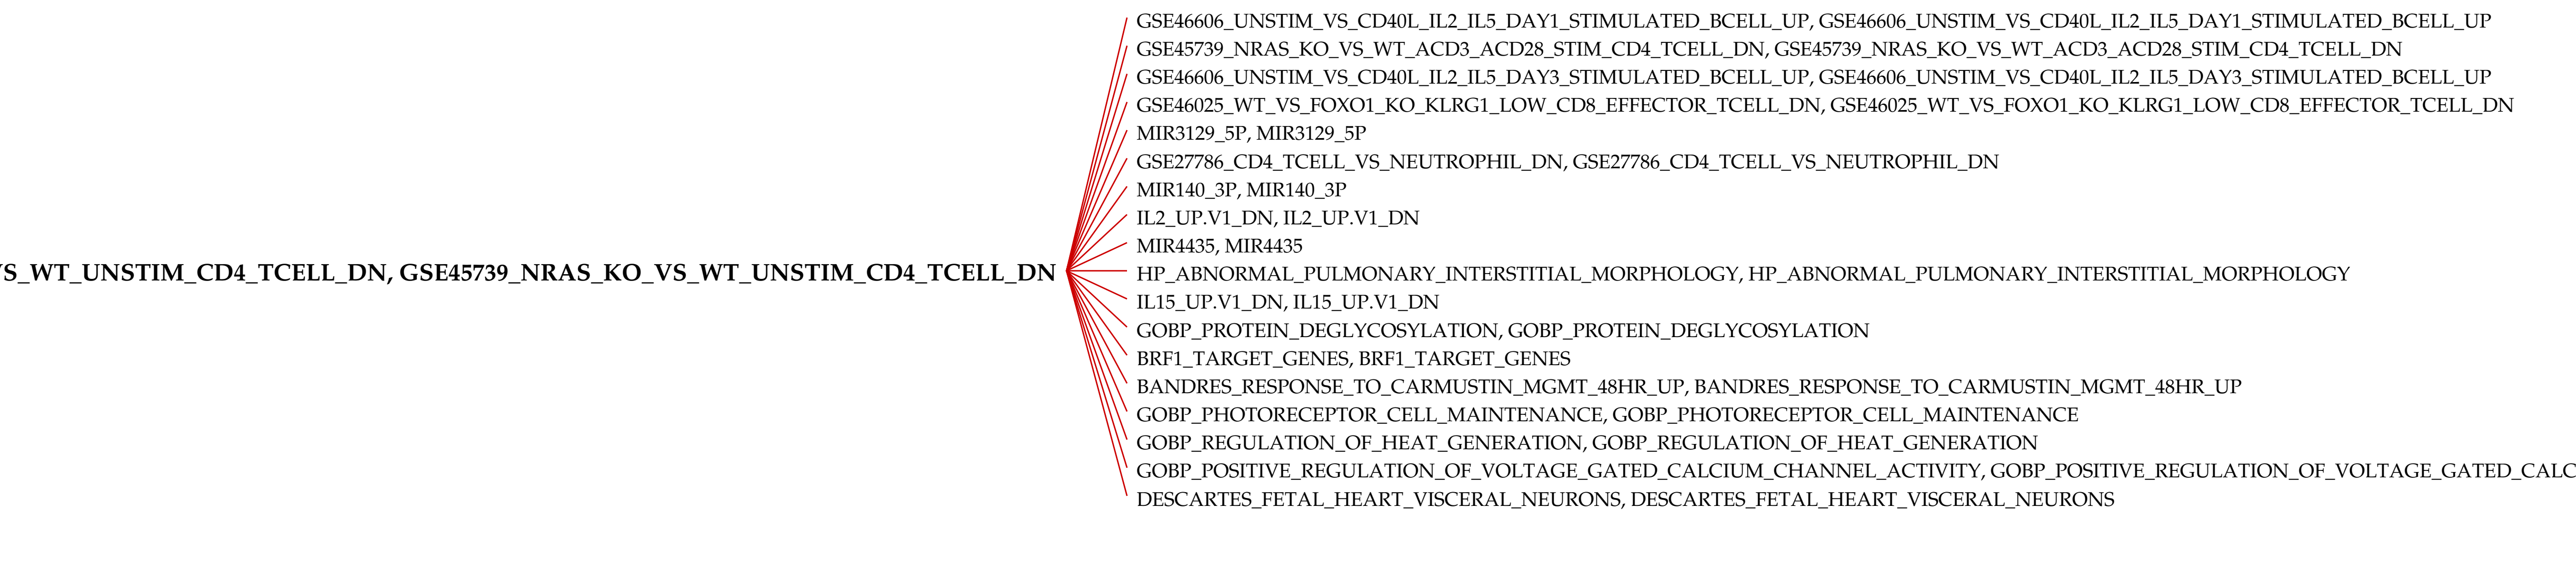 GSE46606_UNSTIM_VS_CD40L_IL2_IL5_DAY1_STIMULATED_BCELL_UP, GSE46606_UNSTIM_VS_CD40L_IL2_IL5_DAY1_STIMULATED_BCELL_UP
GSE45739_NRAS_KO_VS_WT_ACD3_ACD28_STIM_CD4_TCELL_DN, GSE45739_NRAS_KO_VS_WT_ACD3_ACD28_STIM_CD4_TCELL_DN
GSE46606_UNSTIM_VS_CD40L_IL2_IL5_DAY3_STIMULATED_BCELL_UP, GSE46606_UNSTIM_VS_CD40L_IL2_IL5_DAY3_STIMULATED_BCELL_UP
GSE46025_WT_VS_FOXO1_KO_KLRG1_LOW_CD8_EFFECTOR_TCELL_DN, GSE46025_WT_VS_FOXO1_KO_KLRG1_LOW_CD8_EFFECTOR_TCELL_DN
MIR3129_5P, MIR3129_5P
GSE27786_CD4_TCELL_VS_NEUTROPHIL_DN, GSE27786_CD4_TCELL_VS_NEUTROPHIL_DN
MIR140_3P, MIR140_3P
IL2_UP.V1_DN, IL2_UP.V1_DN
MIR4435, MIR4435
VS_WT_UNSTIM_CD4_TCELL_DN, GSE45739_NRAS_KO_VS_WT_UNSTIM_CD4_TCELL_DN
HP_ABNORMAL_PULMONARY_INTERSTITIAL_MORPHOLOGY, HP_ABNORMAL_PULMONARY_INTERSTITIAL_MORPHOLOGY
IL15_UP.V1_DN, IL15_UP.V1_DN
GOBP_PROTEIN_DEGLYCOSYLATION, GOBP_PROTEIN_DEGLYCOSYLATION
BRF1_TARGET_GENES, BRF1_TARGET_GENES
BANDRES_RESPONSE_TO_CARMUSTIN_MGMT_48HR_UP, BANDRES_RESPONSE_TO_CARMUSTIN_MGMT_48HR_UP
GOBP_PHOTORECEPTOR_CELL_MAINTENANCE, GOBP_PHOTORECEPTOR_CELL_MAINTENANCE
GOBP_REGULATION_OF_HEAT_GENERATION, GOBP_REGULATION_OF_HEAT_GENERATION
GOBP_POSITIVE_REGULATION_OF_VOLTAGE_GATED_CALCIUM_CHANNEL_ACTIVITY, GOBP_POSITIVE_REGULATION_OF_VOLTAGE_GATED_CALC
DESCARTES_FETAL_HEART_VISCERAL_NEURONS, DESCARTES_FETAL_HEART_VISCERAL_NEURONS